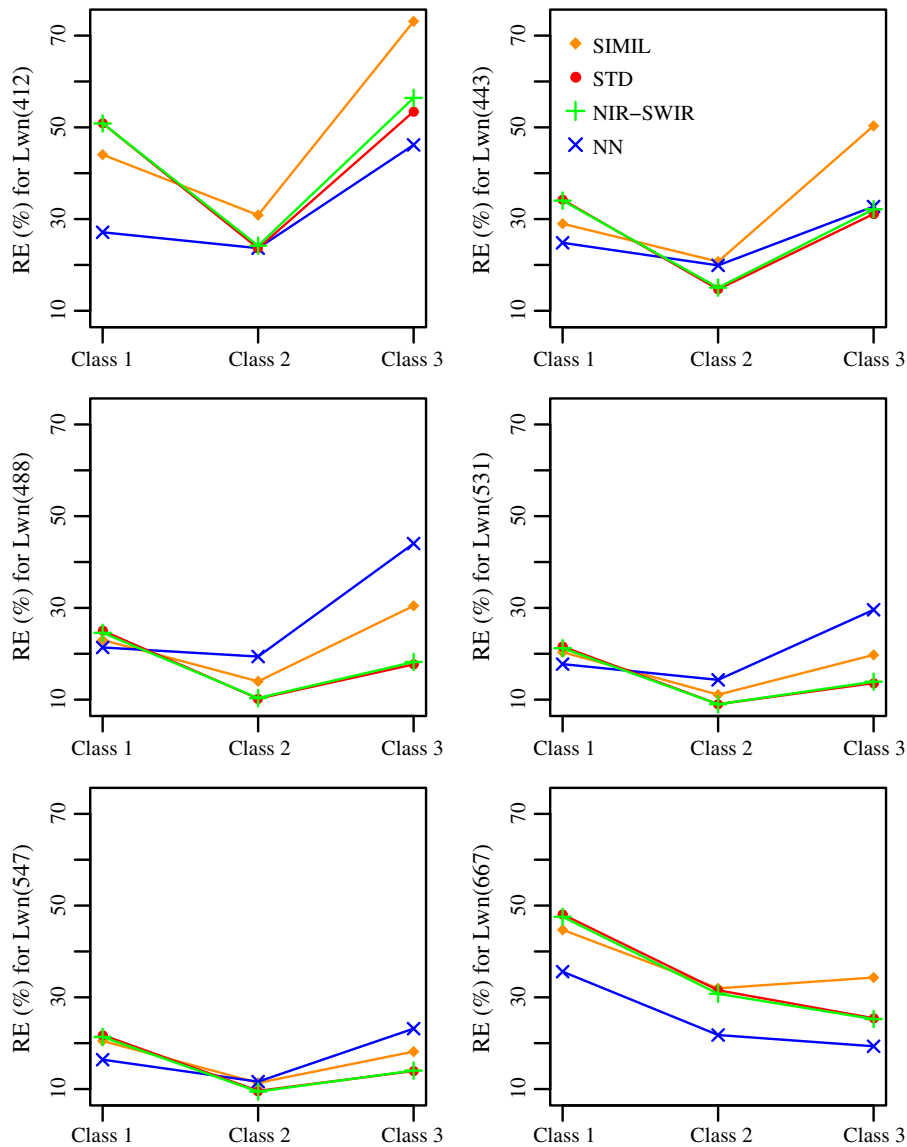 RE (%) for Lwn(412)
70
50
30
10
Class 1
Class 2
Class 3
RE (%) for Lwn(443)
70
50
30
10
SIMIL
STD
NIR−SWIR
NN
Class 1
Class 2
Class 3
RE (%) for Lwn(488)
70
50
30
10
Class 1
Class 2
Class 3
RE (%) for Lwn(531)
70
50
30
10
Class 1
Class 2
Class 3
RE (%) for Lwn(547)
70
50
30
10
Class 1
Class 2
Class 3
RE (%) for Lwn(667)
70
50
30
10
Class 1
Class 2
Class 3